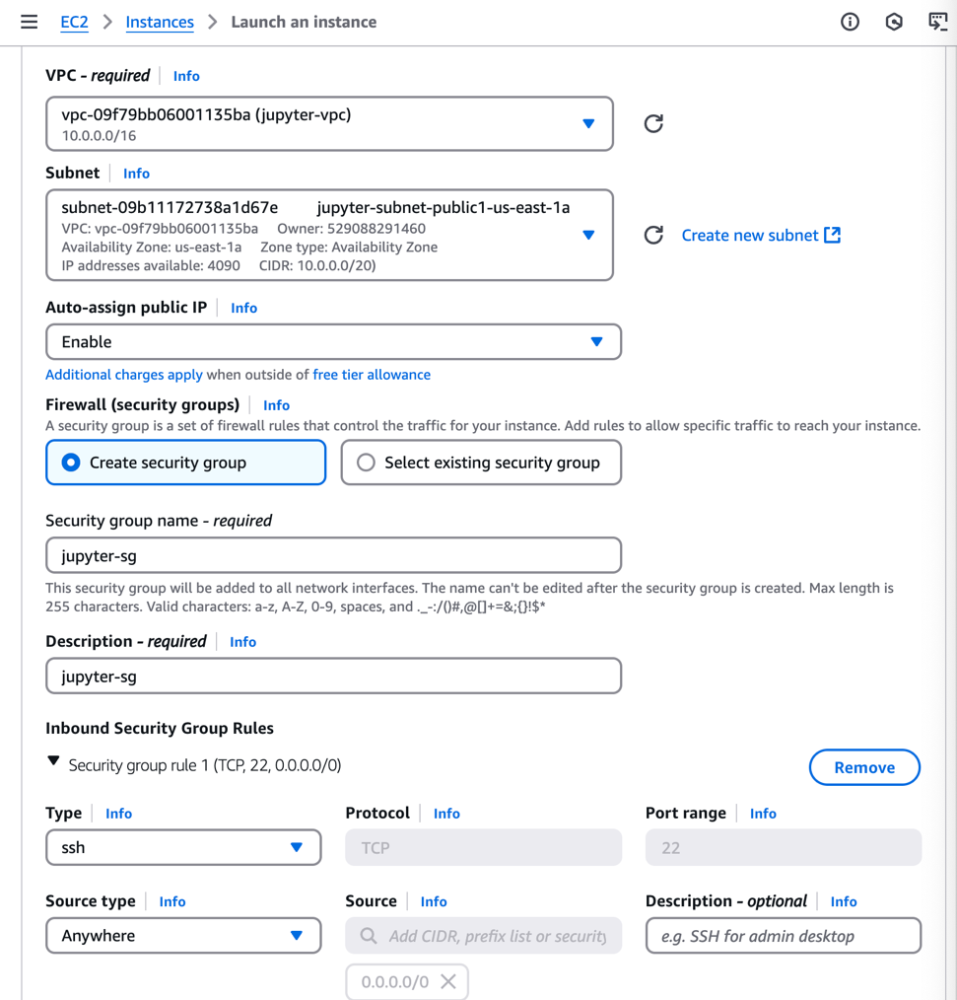 EC2 > Instances > Launch an instance
VPC - required Info
vpc-09f79bb06001135ba (jupyter-vpc)
10.0.0.0/16
Subnet Info
subnet-09b11172738a1d67e jupyter-subnet-public1-us-east-1a
VPC: vpc-09f79bb06001135ba Owner: 529088291460
Availability Zone: us-east-1a Zone type: Availability Zone
IP addresses available: 4090 CIDR: 10.0.0.0/20)
Create new subnet
Auto-assign public IP Info
Enable
Additional charges apply when outside of free tier allowance
Firewall (security groups) Info
A security group is a set of firewall rules that control the traffic for your instance. Add rules to allow specific traffic to reach your instance.
Create security group Select existing security group
Security group name - required
jupyter-sg
This security group will be added to all network interfaces. The name can't be edited after the security group is created. Max length is
255 characters. Valid characters: a-z, A-Z, 0-9, spaces, and ._-:/()#,@[]+=&;{}!$*
Description - required Info
jupyter-sg
Inbound Security Group Rules
Security group rule 1 (TCP, 22, 0.0.0.0/0) Remove
Type Info Protocol Info Port range Info
ssh TCP 22
Source type Info Source Info Description - optional Info
Anywhere Add CIDR, prefix list or security e.g. SSH for admin desktop
0.0.0.0/0